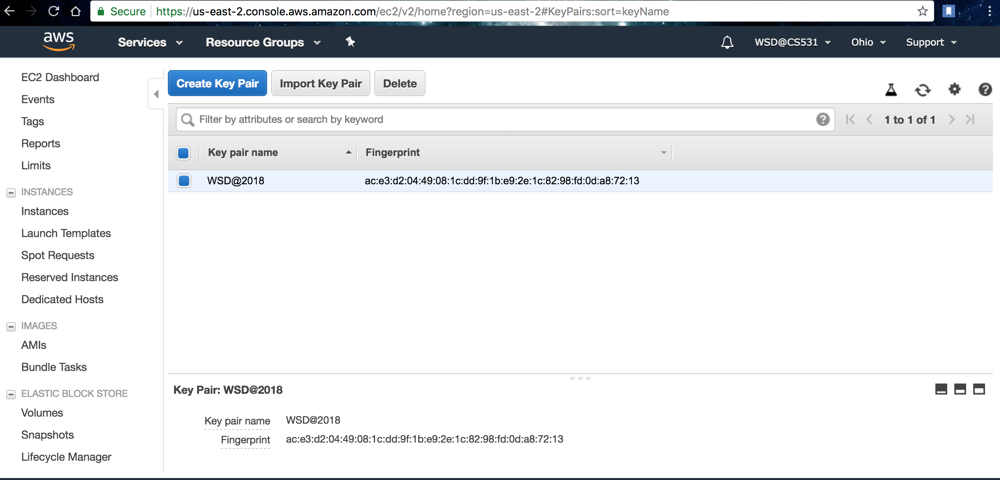 Secure https://us-east-2.console.aws.amazon.com/ec2/v2/home?region=us-east-2#KeyPairs:sort=keyName
aws Services Resource Groups WSD@CS531 Ohio Support
EC2 Dashboard
Events
Tags
Reports
Limits
INSTANCES
Instances
Launch Templates
Spot Requests
Reserved Instances
Dedicated Hosts
IMAGES
AMIs
Bundle Tasks
ELASTIC BLOCK STORE
Volumes
Snapshots
Lifecycle Manager
Create Key Pair Import Key Pair Delete
Filter by attributes or search by keyword 1 to 1 of 1
Key pair name Fingerprint
WSD@2018 ac:e3:d2:04:49:08:1c:dd:9f:1b:e9:2e:1c:82:98:fd:0d:a8:72:13
Key Pair: WSD@2018
Key pair name WSD@2018
Fingerprint ac:e3:d2:04:49:08:1c:dd:9f:1b:e9:2e:1c:82:98:fd:0d:a8:72:13